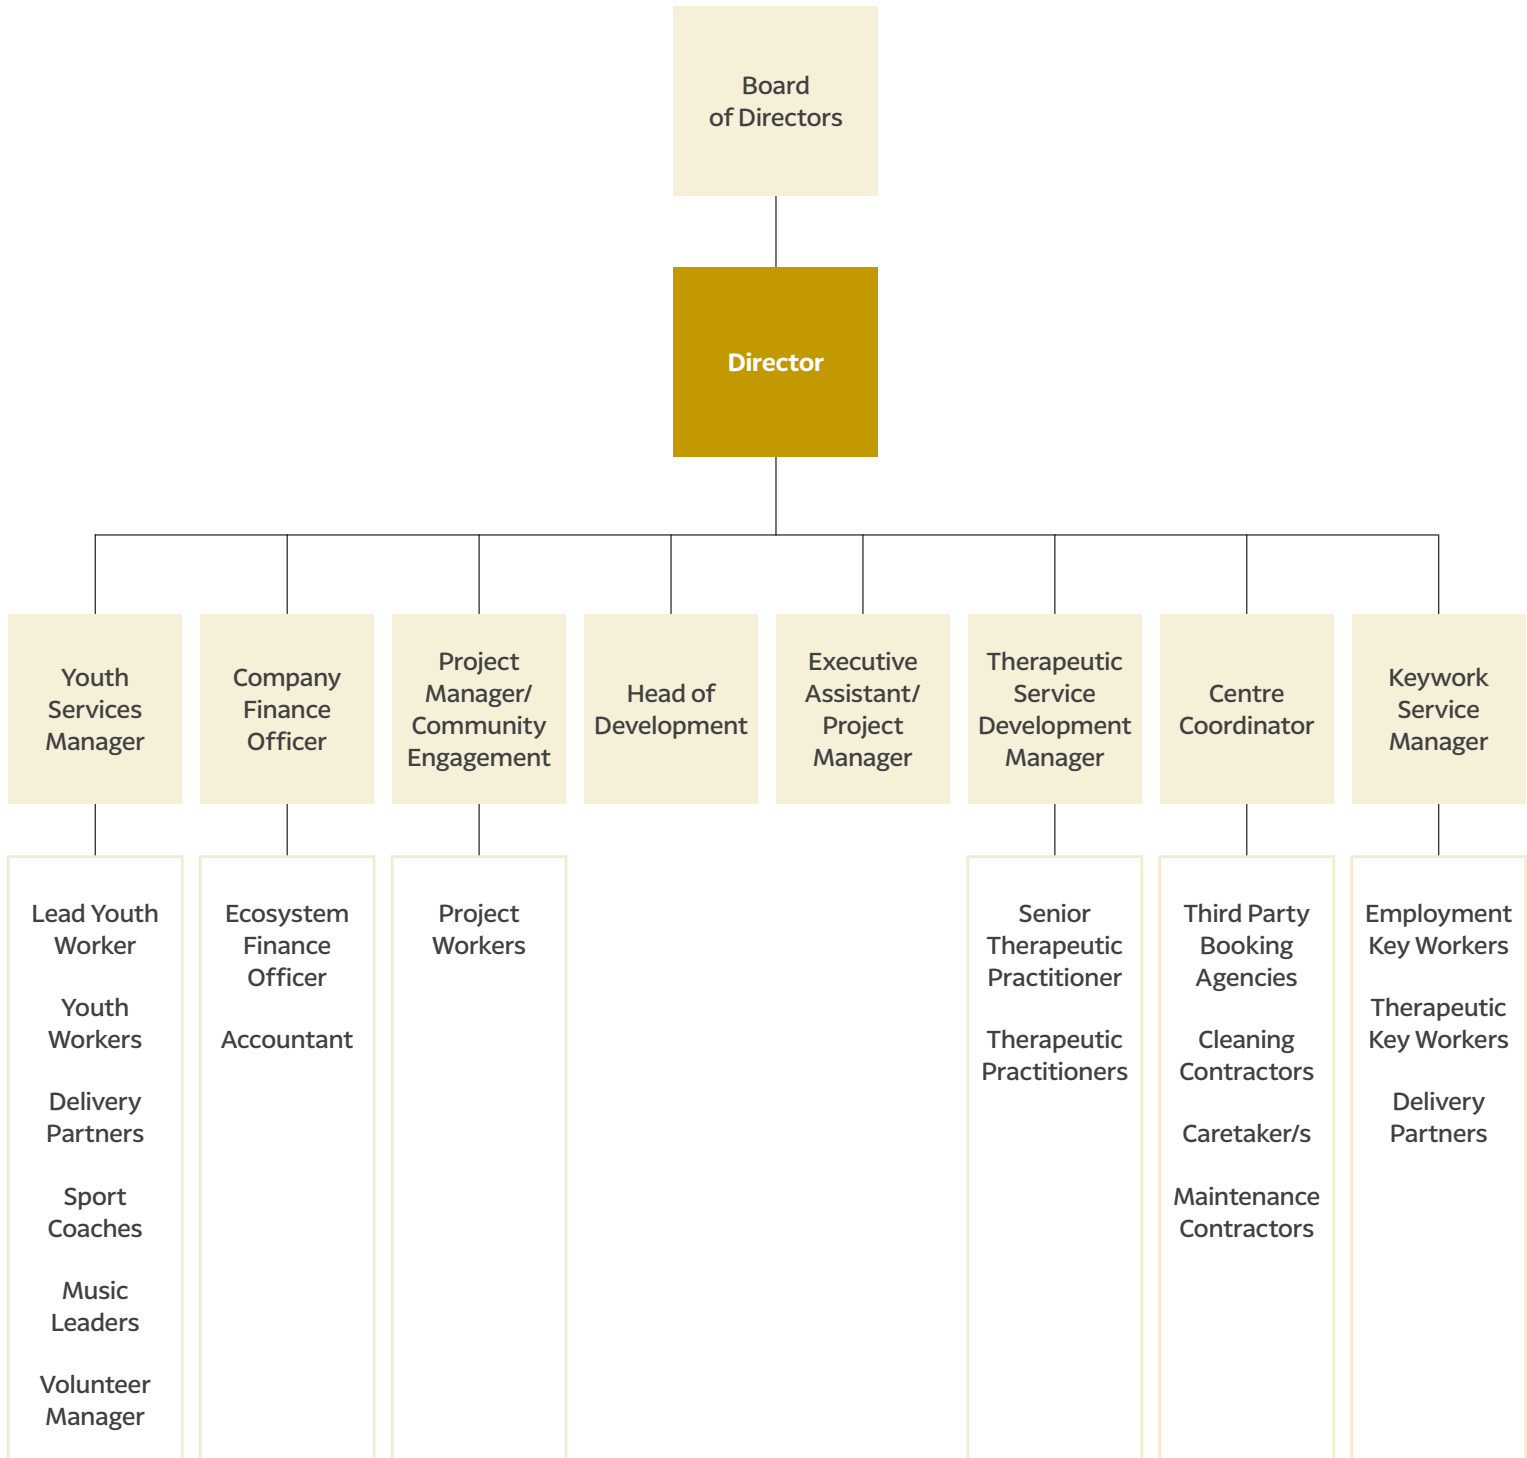 Board
of Directors
Director
Youth
Services
Manager
Company
Finance
Officer
Project
Manager/
Community
Engagement
Head of
Development
Executive
Assistant/
Project
Manager
Therapeutic
Service
Development
Manager
Centre
Coordinator
Keywork
Service
Manager
Lead Youth
Worker
Youth
Workers
Delivery
Partners
Sport
Coaches
Music
Leaders
Volunteer
Manager
Ecosystem
Finance
Officer
Accountant
Project
Workers
Senior
Therapeutic
Practitioner
Therapeutic
Practitioners
Third Party
Booking
Agencies
Cleaning
Contractors
Caretaker/s
Maintenance
Contractors
Employment
Key Workers
Therapeutic
Key Workers
Delivery
Partners